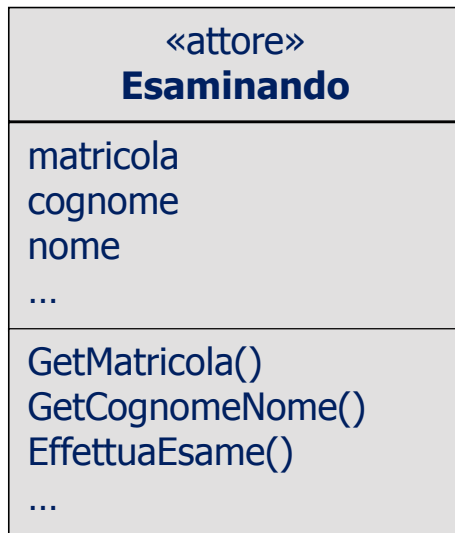 «attore»
Esaminando
matricola
cognome
nome
...
GetMatricola()
GetCognomeNome()
EffettuaEsame()
...